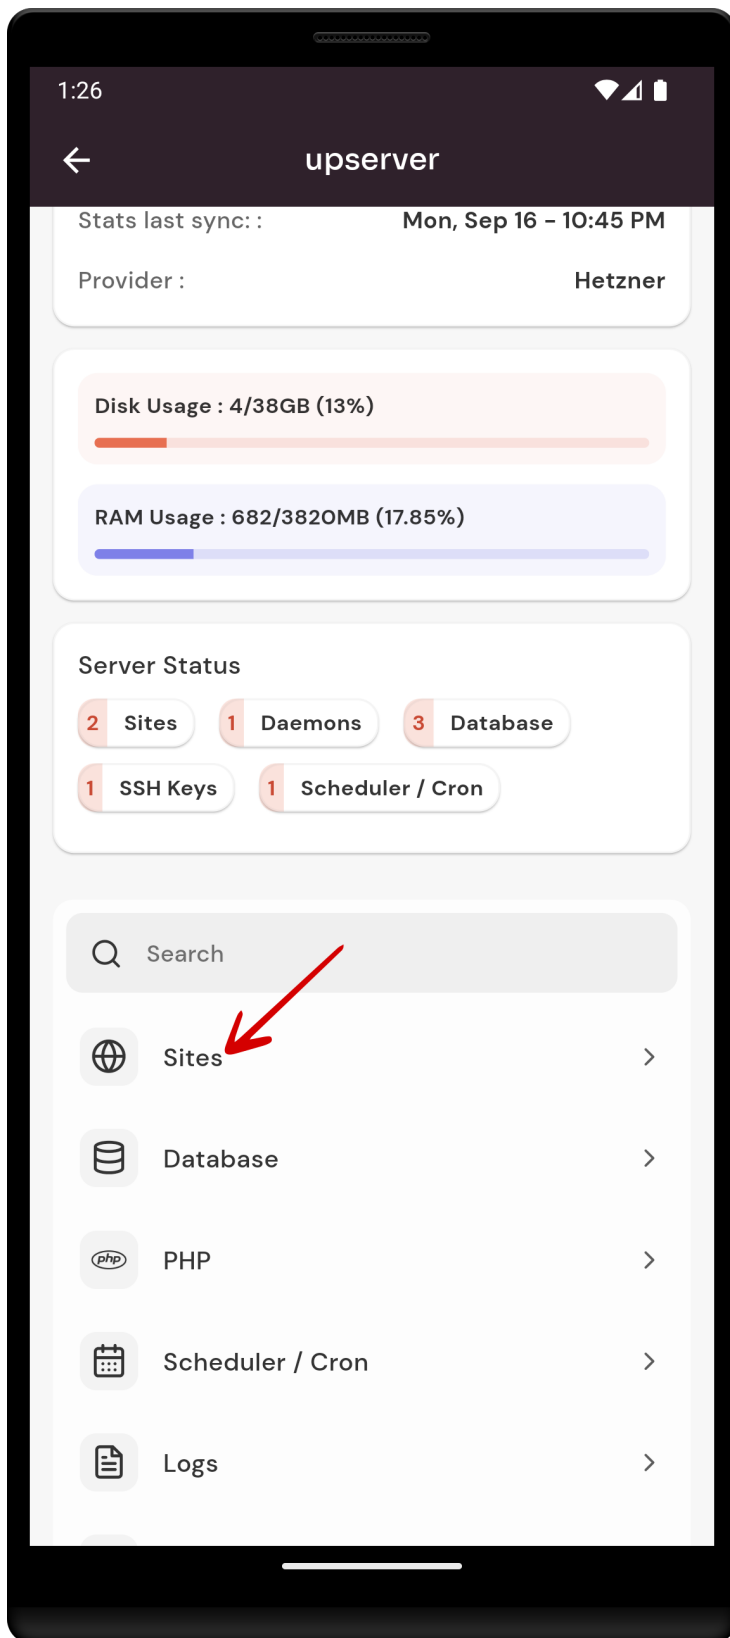 1:26
upserver
Stats last sync: : Mon, Sep 16 - 10:45 PM
Provider : Hetzner
Disk Usage : 4/38GB (13%)
RAM Usage : 682/3820MB (17.85%)
Server Status
2 Sites 1 Daemons 3 Database
1 SSH Keys 1 Scheduler / Cron
Search
Sites
Database
php PHP
Scheduler / Cron
Logs